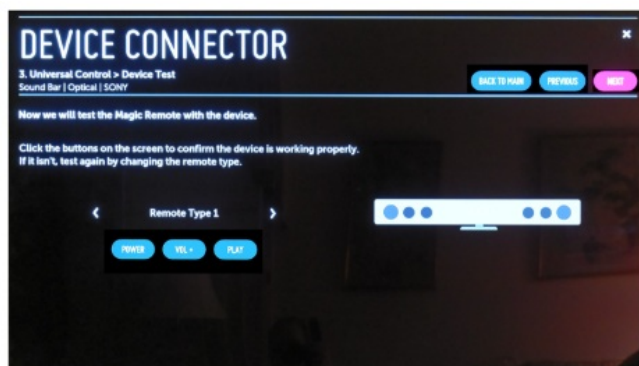 DEVICE CONNECTOR
3. Universal Control > Device Test
Sound Bar | Optical | SONY
BACK TO MAIN PREVIOUS NEXT
Now we will test the Magic Remote with the device.
Click the buttons on the screen to confirm the device is working properly.
If it isn't, test again by changing the remote type.
Remote Type 1
POWER VOL + PLAY